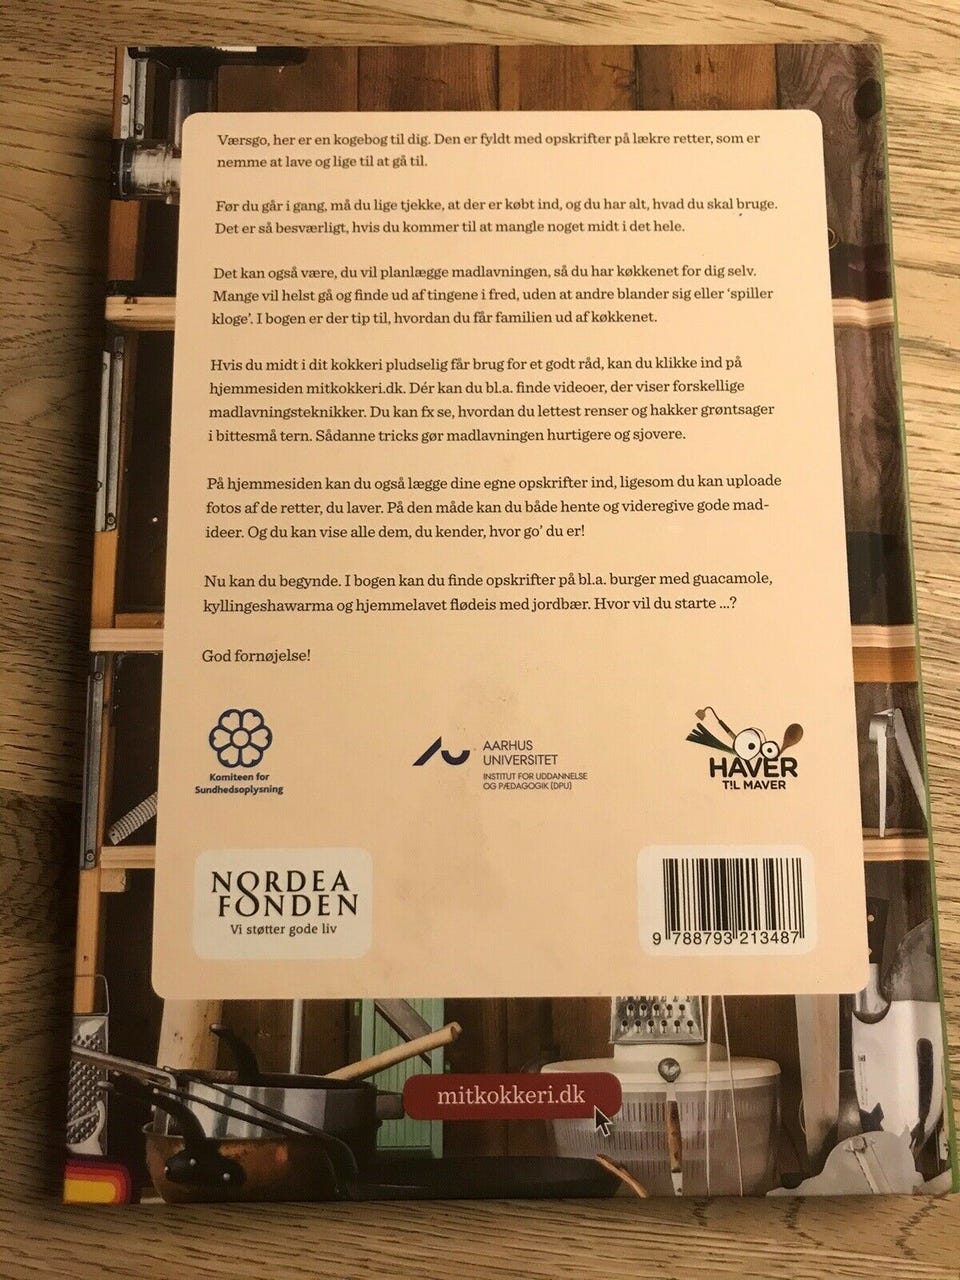 Værsgo, her er en kogebog til dig. Den er fyldt med opskrifter på lækre retter, som er
nemme at lave og lige til at gå til.
Før du går i gang, må du lige tjekke, at der er købt ind, og du har alt, hvad du skal bruge.
Det er så besværligt, hvis du kommer til at mangle noget midt i det hele.
Det kan også være, du vil planlægge madlavningen, så du har køkkenet for dig selv.
Mange vil helst gå og finde ud af tingene i fred, uden at andre blander sig eller 'spiller
kloge'. I bogen er der tip til, hvordan du får familien ud af køkkenet.
Hvis du midt i dit kokkeri pludselig får brug for et godt råd, kan du klikke ind på
hjemmesiden mitkokkeri.dk. Dér kan du bl.a. finde videoer, der viser forskellige
madlavningsteknikker. Du kan fx se, hvordan du lettest renser og hakker grøntsager
i bittesmå tern. Sådanne tricks gør madlavningen hurtigere og sjovere.
På hjemmesiden kan du også lægge dine egne opskrifter ind, ligesom du kan uploade
fotos af de retter, du laver. På den måde kan du både hente og videregive gode mad-
ideer. Og du kan vise alle dem, du kender, hvor go' du er!
Nu kan du begynde. I bogen kan du finde opskrifter på bl.a. burger med guacamole,
kyllingeshawarma og hjemmelavet flødeis med jordbær. Hvor vil du starte ...?
God fornøjelse!
Komiteen for
Sundhedsoplysning
AARHUS
UNIVERSITET
INSTITUT FOR UDDANNELSE
OG PÆDAGOGIK (DPU)
HAVER
T!L MAVER
NORDEA
FONDEN
Vi støtter gode liv
9 788793 213487
mitkokkeri.dk